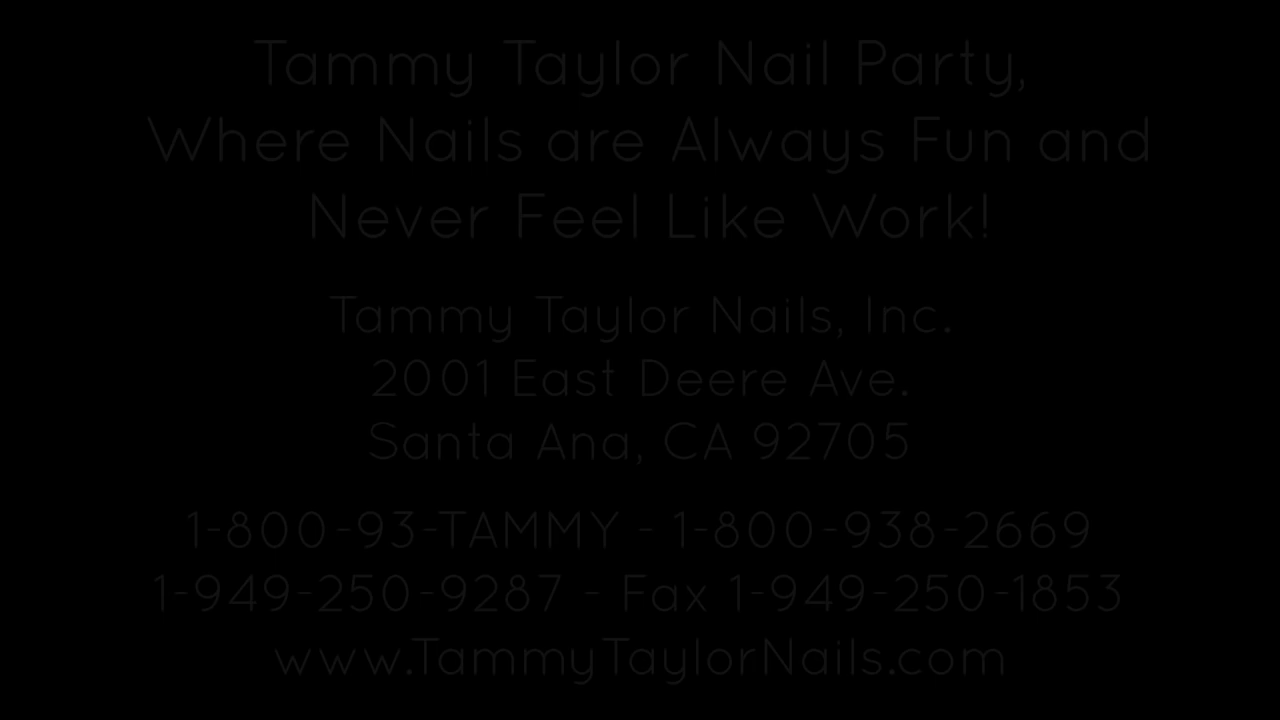 Tammy Taylor Nail Party,
Where Nails are Always Fun and
Never Feel Like Work!
Tammy Taylor Nails, Inc.
2001 East Deere Ave.
Santa Ana, CA 92705
1-800-93-TAMMY - 1-800-938-2669
1-949-250-9287 - Fax 1-949-250-1853
www.TammyTaylorNails.com